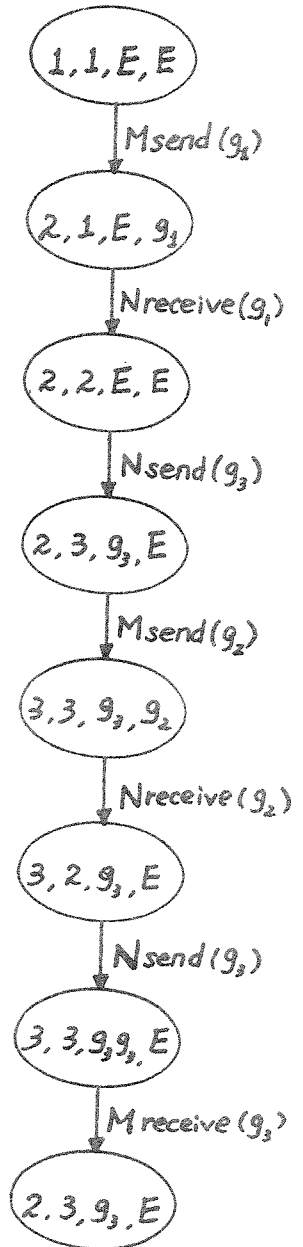 1, 1, E, E
Msend (g₁)
2, 1, E, g₁
Nreceive(g₁)
2, 2, E, E
Nsend(g₃)
2, 3, g₃, E
Msend(g₂)
3, 3, g₃, g₂
Nreceive(g₂)
3, 2, g₃, E
Nsend(g₃)
3, 3, g₃g₃, E
Mreceive(g₃)
2, 3, g₃, E